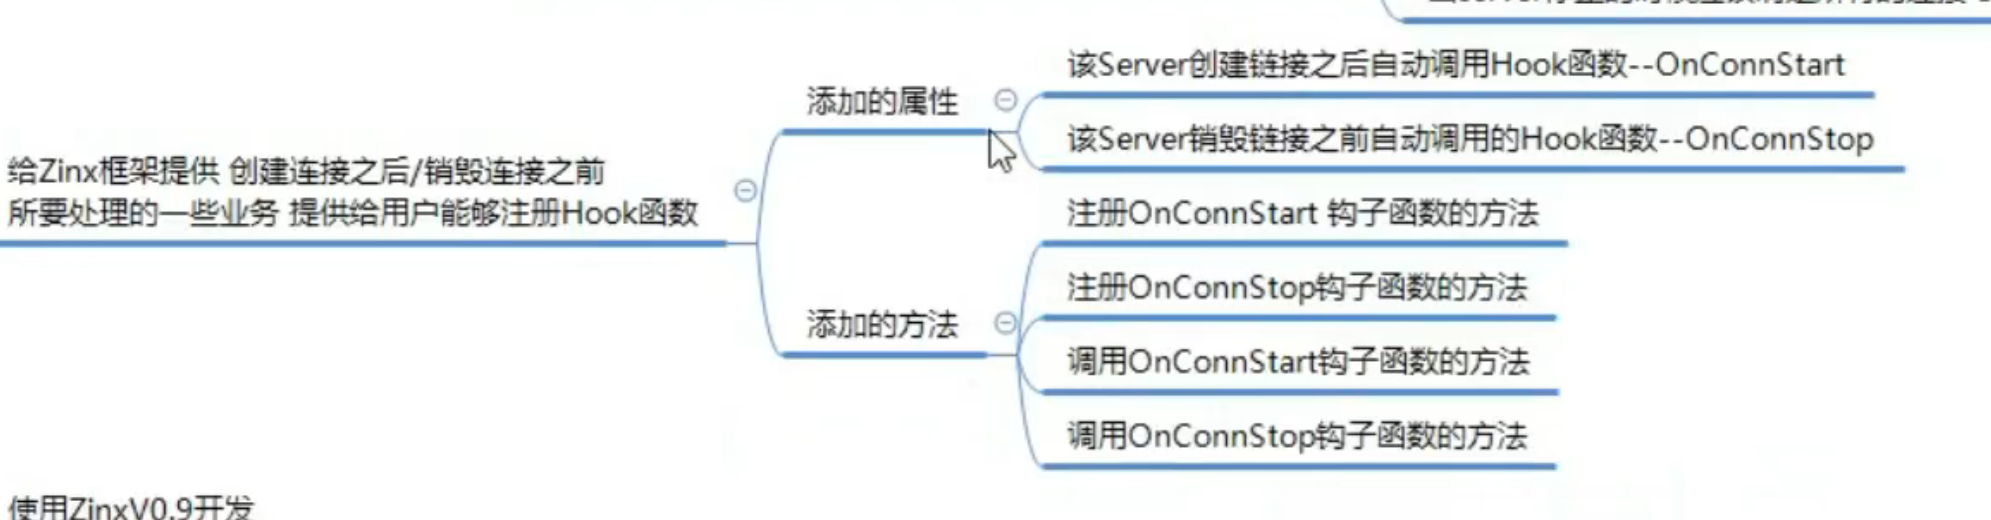 该Server创建链接之后自动调用Hook函数--OnConnStart
添加的属性
该Server销毁链接之前自动调用的Hook函数--OnConnStop
给Zinx框架提供 创建连接之后/销毁连接之前
所要处理的一些业务 提供给用户能够注册Hook函数
注册OnConnStart 钩子函数的方法
注册OnConnStop钩子函数的方法
添加的方法
调用OnConnStart钩子函数的方法
调用OnConnStop钩子函数的方法
使用ZinxV0.9开发